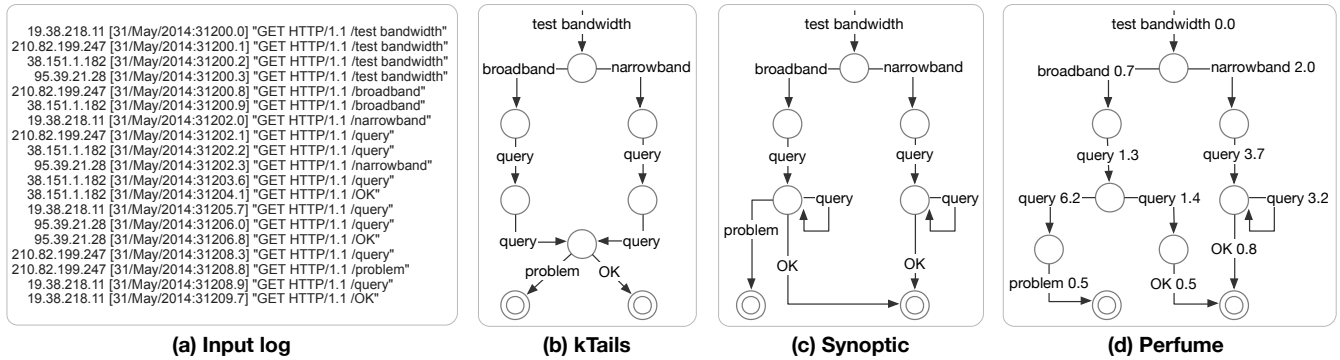 19.38.218.11 [31/May/2014:31200.0] "GET HTTP/1.1 /test bandwidth"
210.82.199.247 [31/May/2014:31200.1] "GET HTTP/1.1 /test bandwidth"
38.151.1.182 [31/May/2014:31200.2] "GET HTTP/1.1 /test bandwidth"
95.39.21.28 [31/May/2014:31200.3] "GET HTTP/1.1 /test bandwidth"
210.82.199.247 [31/May/2014:31200.8] "GET HTTP/1.1 /broadband"
38.151.1.182 [31/May/2014:31200.9] "GET HTTP/1.1 /broadband"
19.38.218.11 [31/May/2014:31202.0] "GET HTTP/1.1 /narrowband"
210.82.199.247 [31/May/2014:31202.1] "GET HTTP/1.1 /query"
38.151.1.182 [31/May/2014:31202.2] "GET HTTP/1.1 /query"
95.39.21.28 [31/May/2014:31202.3] "GET HTTP/1.1 /narrowband"
38.151.1.182 [31/May/2014:31203.6] "GET HTTP/1.1 /query"
38.151.1.182 [31/May/2014:31204.1] "GET HTTP/1.1 /OK"
19.38.218.11 [31/May/2014:31205.7] "GET HTTP/1.1 /query"
95.39.21.28 [31/May/2014:31206.0] "GET HTTP/1.1 /query"
95.39.21.28 [31/May/2014:31206.8] "GET HTTP/1.1 /OK"
210.82.199.247 [31/May/2014:31208.3] "GET HTTP/1.1 /query"
210.82.199.247 [31/May/2014:31208.8] "GET HTTP/1.1 /problem"
19.38.218.11 [31/May/2014:31208.9] "GET HTTP/1.1 /query"
19.38.218.11 [31/May/2014:31209.7] "GET HTTP/1.1 /OK"
(a) Input log
test bandwidth
broadband narrowband
query query
query query
problem OK
(b) kTails
test bandwidth
broadband narrowband
query query
query query
problem
OK OK
(c) Synoptic
test bandwidth 0.0
broadband 0.7 narrowband 2.0
query 1.3 query 3.7
query 6.2 query 1.4 query 3.2
OK 0.8
problem 0.5 OK 0.5
(d) Perfume